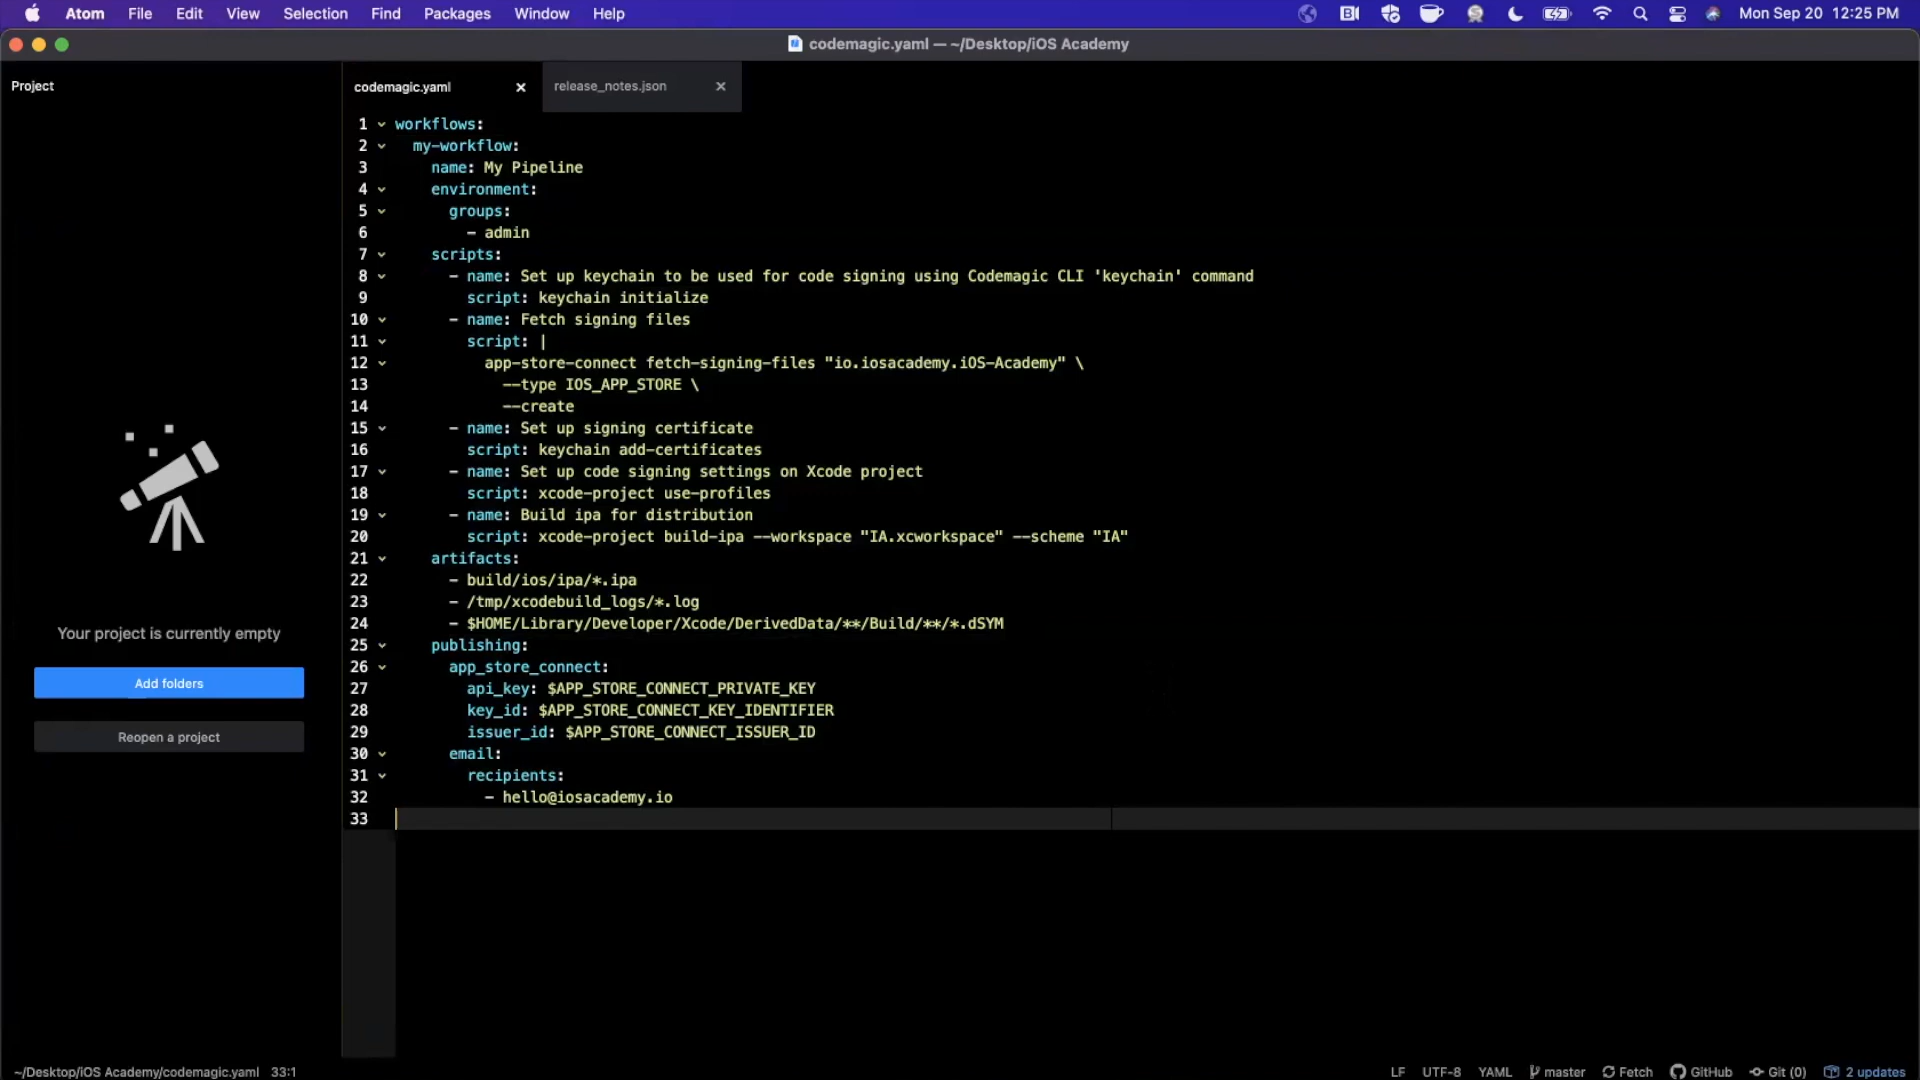 Atom File Edit View Selection Find Packages Window Help Mon Sep 20 12:25 PM
codemagic.yaml — ~/Desktop/iOS Academy
Project
codemagic.yaml
release_notes.json
1 workflows:
2 my-workflow:
3 name: My Pipeline
4 environment:
5 groups:
6 - admin
7 scripts:
8 - name: Set up keychain to be used for code signing using Codemagic CLI 'keychain' command
9 script: keychain initialize
10 - name: Fetch signing files
11 script: |
12 app-store-connect fetch-signing-files "io.iosacademy.iOS-Academy" \
13 --type IOS_APP_STORE \
14 --create
15 - name: Set up signing certificate
16 script: keychain add-certificates
17 - name: Set up code signing settings on Xcode project
18 script: xcode-project use-profiles
19 - name: Build ipa for distribution
20 script: xcode-project build-ipa --workspace "IA.xcworkspace" --scheme "IA"
21 artifacts:
22 - build/ios/ipa/*.ipa
23 - /tmp/xcodebuild_logs/*.log
24 - $HOME/Library/Developer/Xcode/DerivedData/**/Build/**/*.dSYM
25 publishing:
26 app_store_connect:
27 api_key: $APP_STORE_CONNECT_PRIVATE_KEY
28 key_id: $APP_STORE_CONNECT_KEY_IDENTIFIER
29 issuer_id: $APP_STORE_CONNECT_ISSUER_ID
30 email:
31 recipients:
32 - hello@iosacademy.io
33
Your project is currently empty
Add folders
Reopen a project
~/Desktop/iOS Academy/codemagic.yaml 33:1 LF UTF-8 YAML master Fetch GitHub Git (0) 2 updates